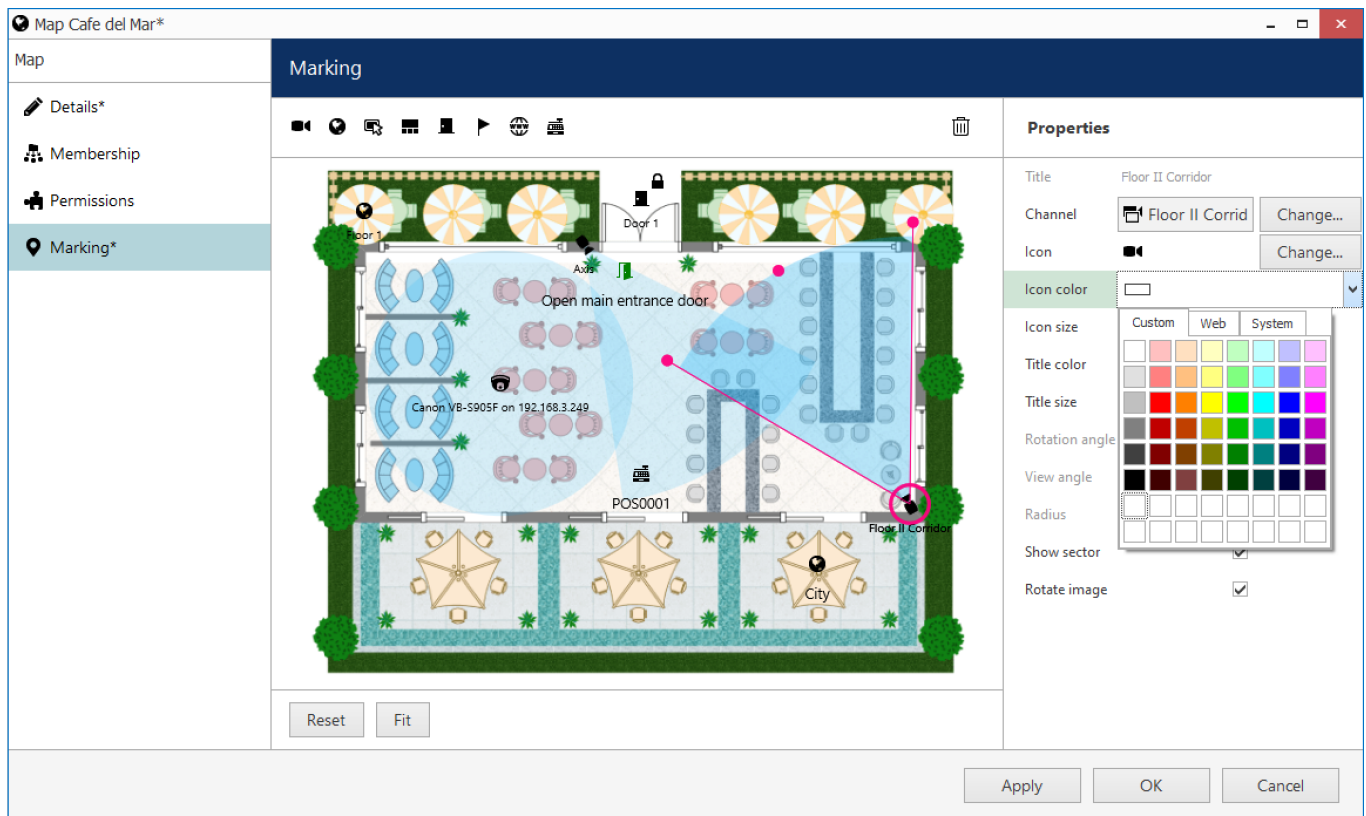 Map Cafe del Mar*
Map
Marking
Details*
Membership
Permissions
Marking*
Properties
Title Floor II Corridor
Channel Floor II Corrid Change...
Icon Change...
Icon color
Custom Web System
Icon size
Title color
Title size
Rotation angle
View angle
Radius
Show sector
Rotate image
Floor 1
Door 1
Axis
Open main entrance door
Canon VB-S905F on 192.168.3.249
POS0001
Floor II Corridor
City
Reset Fit
Apply OK Cancel